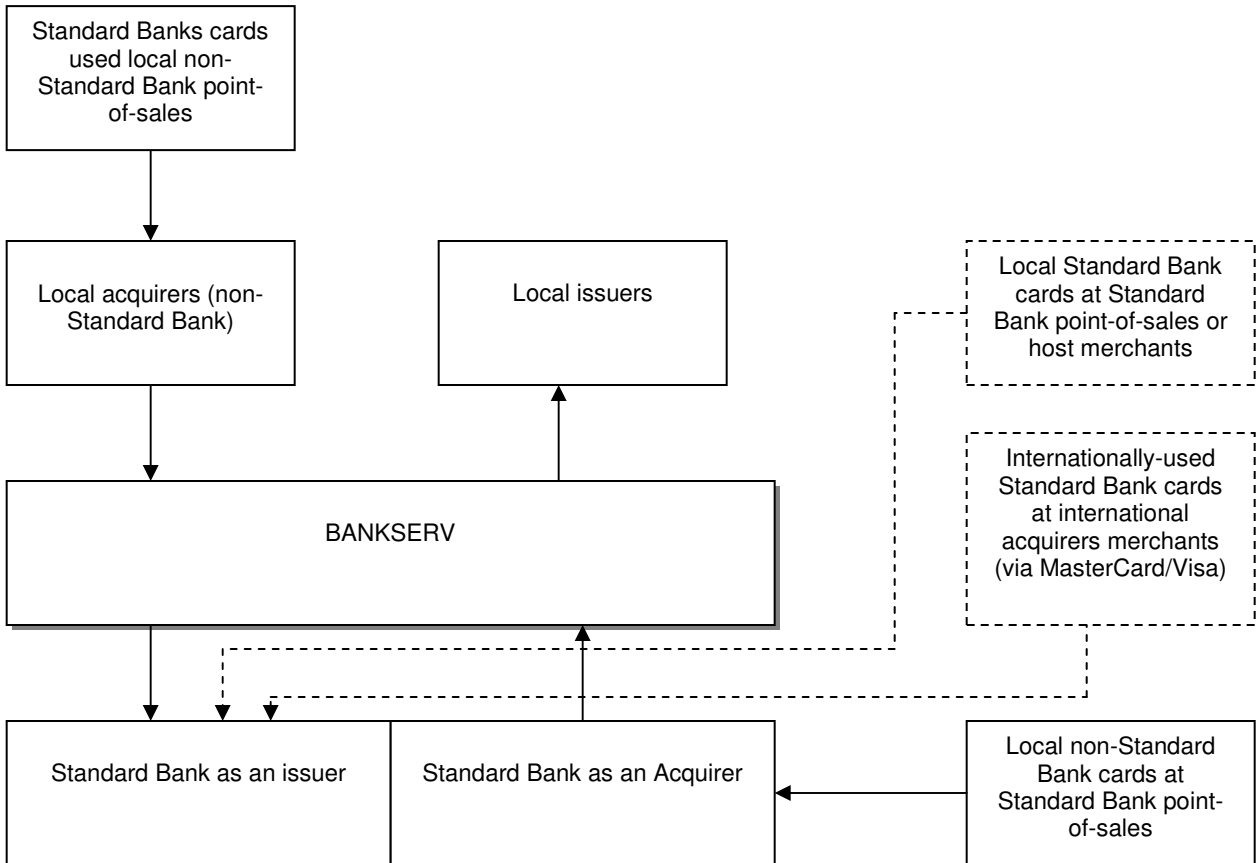 Standard Banks cards
used local non-
Standard Bank point-
of-sales
Local acquirers (non-
Standard Bank)
Local issuers
Local Standard Bank
cards at Standard
Bank point-of-sales or
host merchants
Internationally-used
Standard Bank cards
at international
acquirers merchants
(via MasterCard/Visa)
BANKSERV
Standard Bank as an issuer
Standard Bank as an Acquirer
Local non-Standard
Bank cards at
Standard Bank point-
of-sales